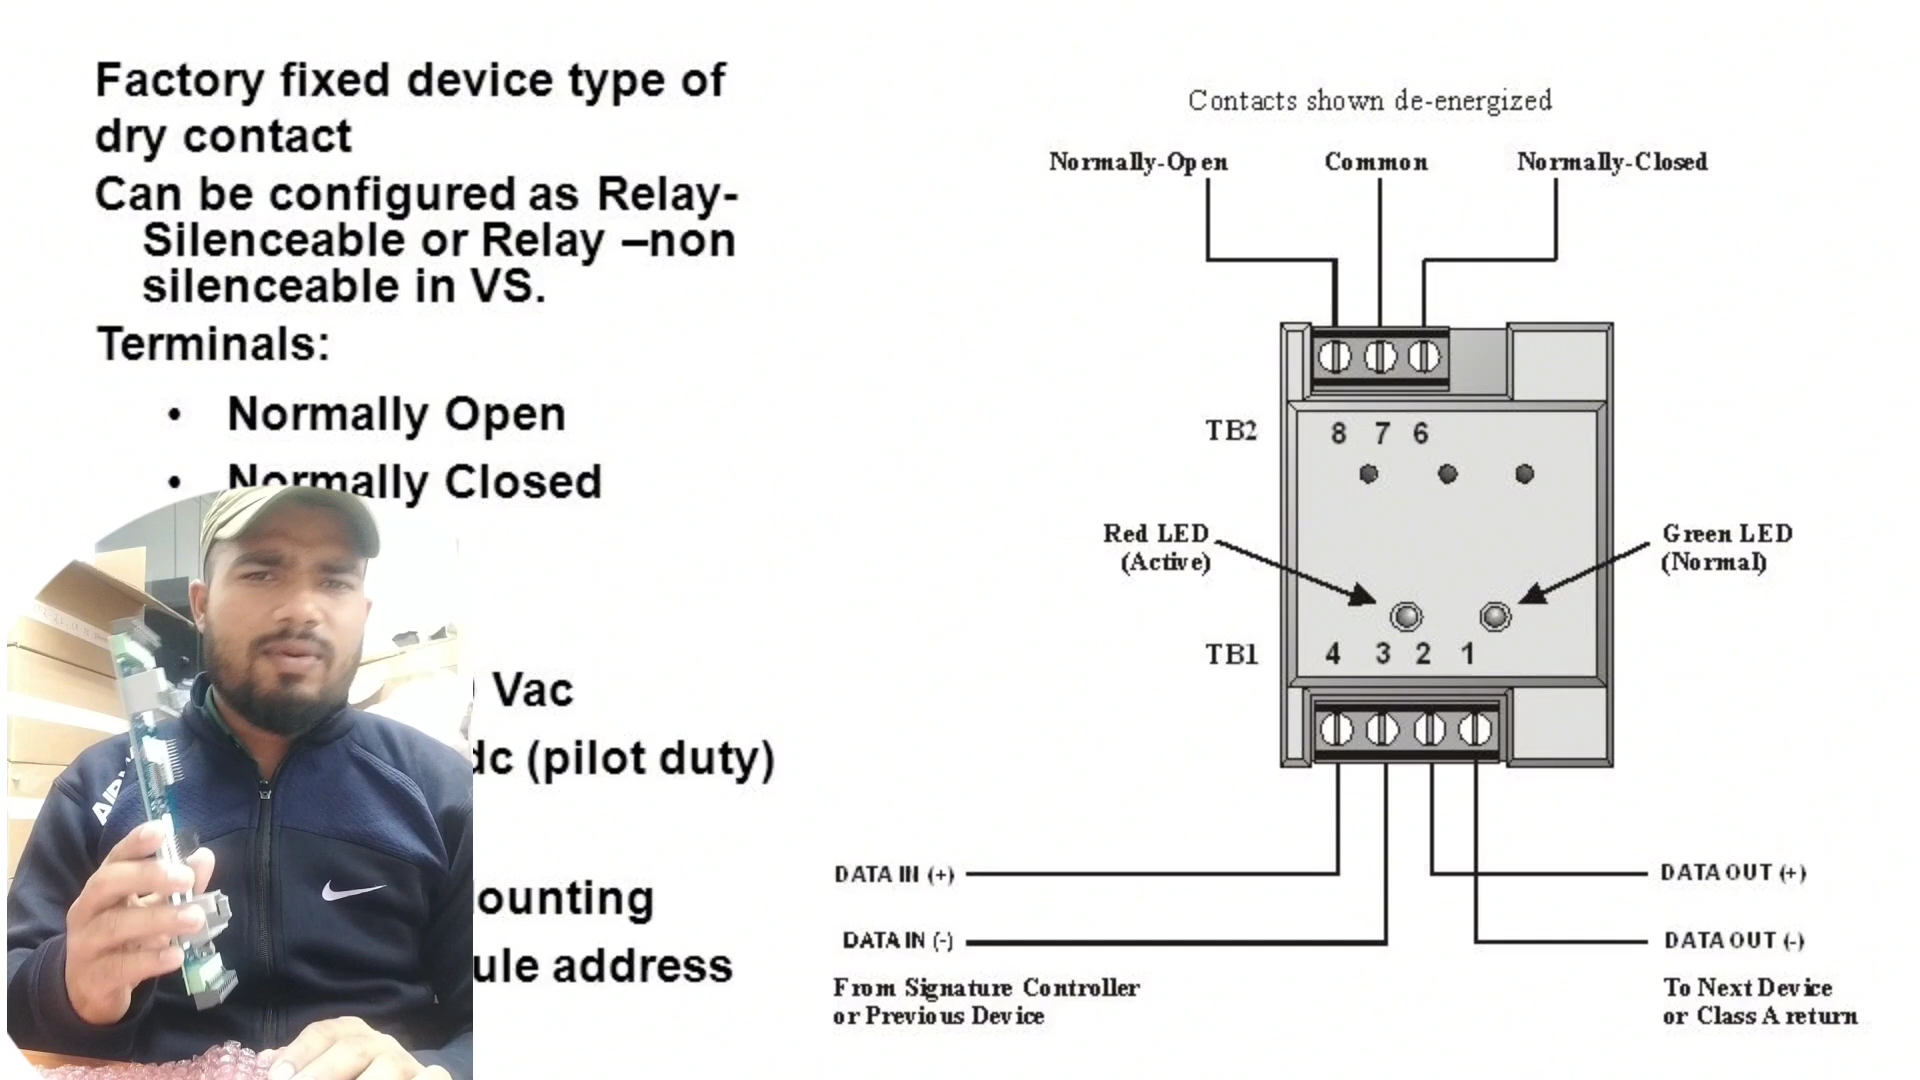 Factory fixed device type of
dry contact
Can be configured as Relay-
Silenceable or Relay –non
silenceable in VS.
Terminals:
• Normally Open
• Normally Closed
Vac
dc (pilot duty)
ounting
ule address
Contacts shown de-energized
Normally-Open Common Normally-Closed
TB2
8 7 6
Red LED
(Active)
Green LED
(Normal)
TB1
4 3 2 1
DATA IN (+)
DATA OUT (+)
DATA IN (-)
DATA OUT (-)
From Signature Controller
or Previous Device
To Next Device
or Class A return